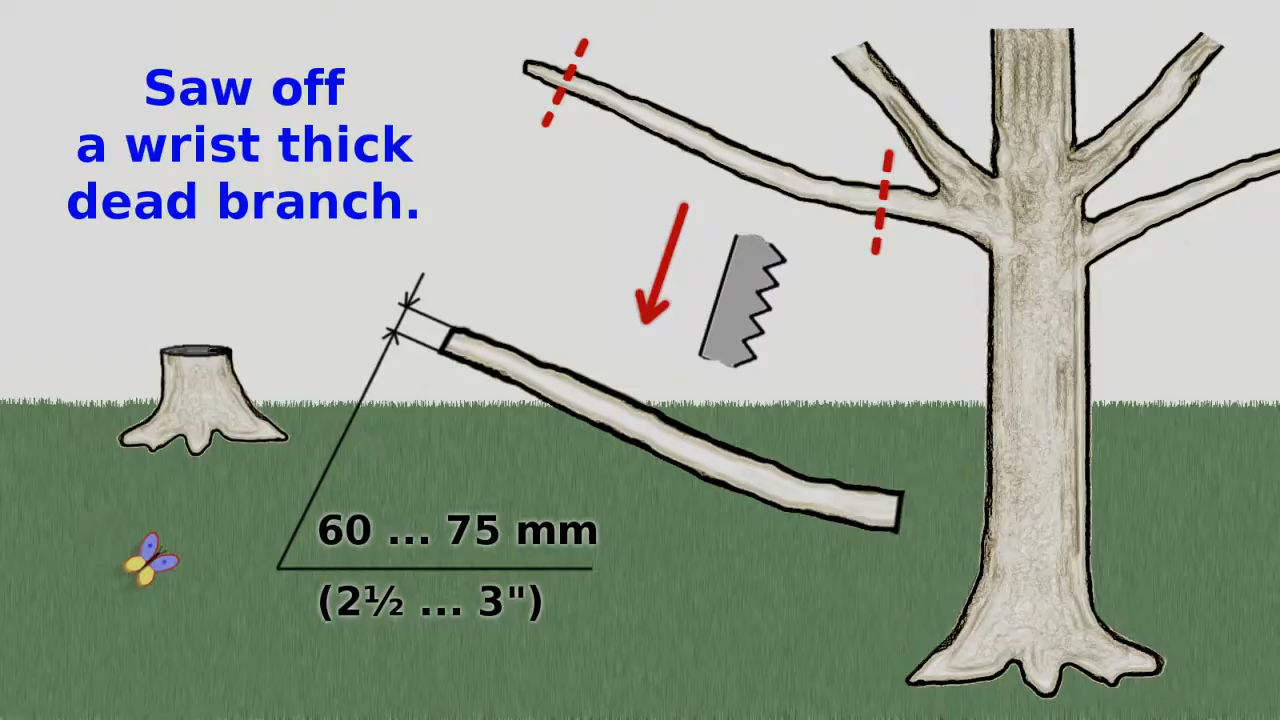 Saw off
a wrist thick
dead branch.
60 ... 75 mm
(2½ ... 3")